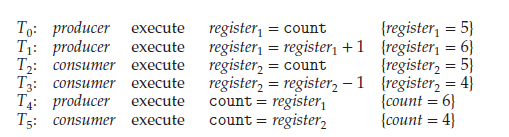 T₀: producer execute register₁ = count {register₁ = 5}
T₁: producer execute register₁ = register₁ + 1 {register₁ = 6}
T₂: consumer execute register₂ = count {register₂ = 5}
T₃: consumer execute register₂ = register₂ − 1 {register₂ = 4}
T₄: producer execute count = register₁ {count = 6}
T₅: consumer execute count = register₂ {count = 4}